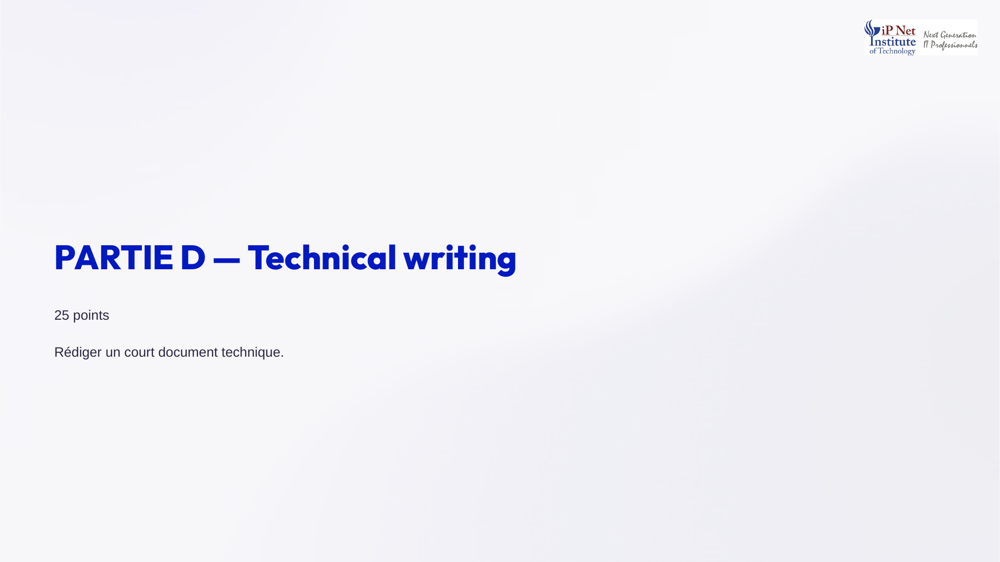 iP Net
Institute
of Technology
Next Generation
IT Professionnels
PARTIE D — Technical writing
25 points
Rédiger un court document technique.